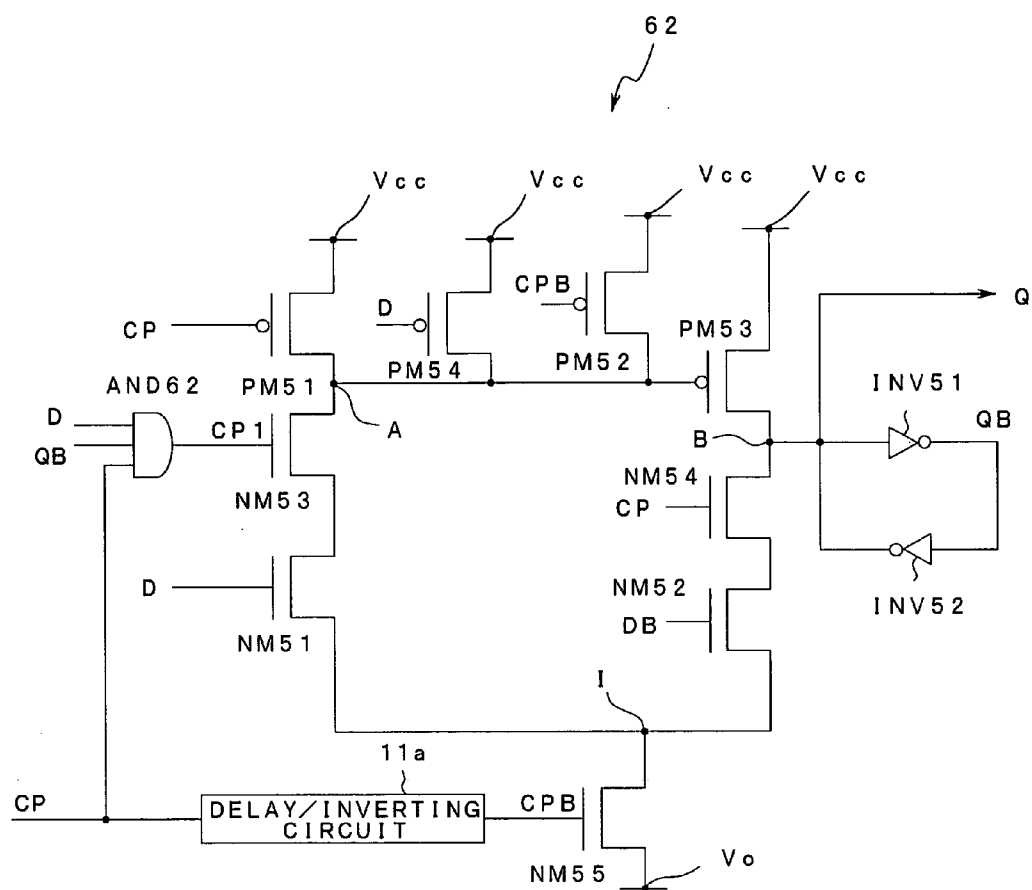 62
Vcc
Vcc
Vcc
Vcc
CPB
D
Q
PM53
CP
PM52
PM54
INV51
AND62
PM51
D
QB
CP1
A
B
QB
NM54
NM53
CP
NM52
INV52
D
DB
NM51
I
11a
CP
DELAY/INVERTING
CIRCUIT
CPB
NM55
Vo